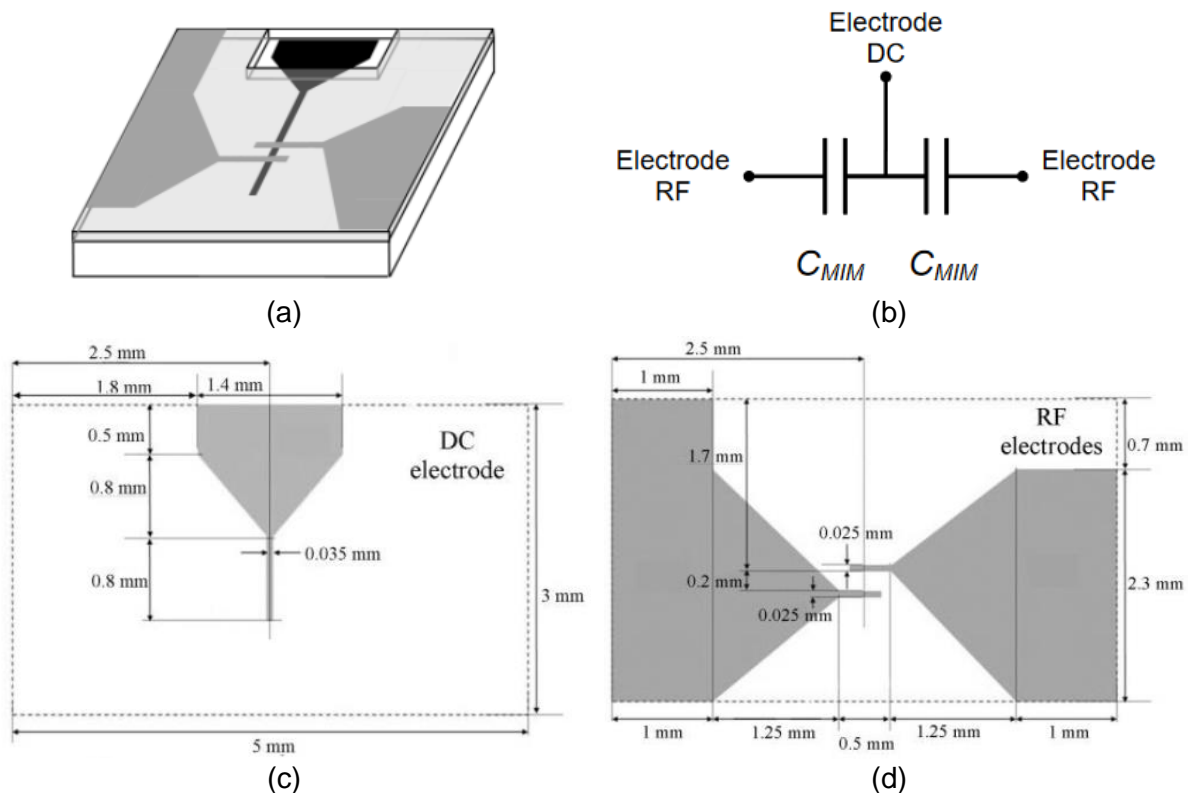 Electrode
DC
Electrode
RF
Electrode
RF
C_MIM C_MIM
(a)
(b)
2.5 mm
1.8 mm
1.4 mm
0.5 mm
DC
electrode
0.8 mm
0.035 mm
0.8 mm
3 mm
5 mm
(c)
2.5 mm
1 mm
RF
electrodes
0.7 mm
1.7 mm
0.025 mm
0.2 mm
0.025 mm
2.3 mm
1 mm
1.25 mm
0.5 mm
1.25 mm
1 mm
(d)